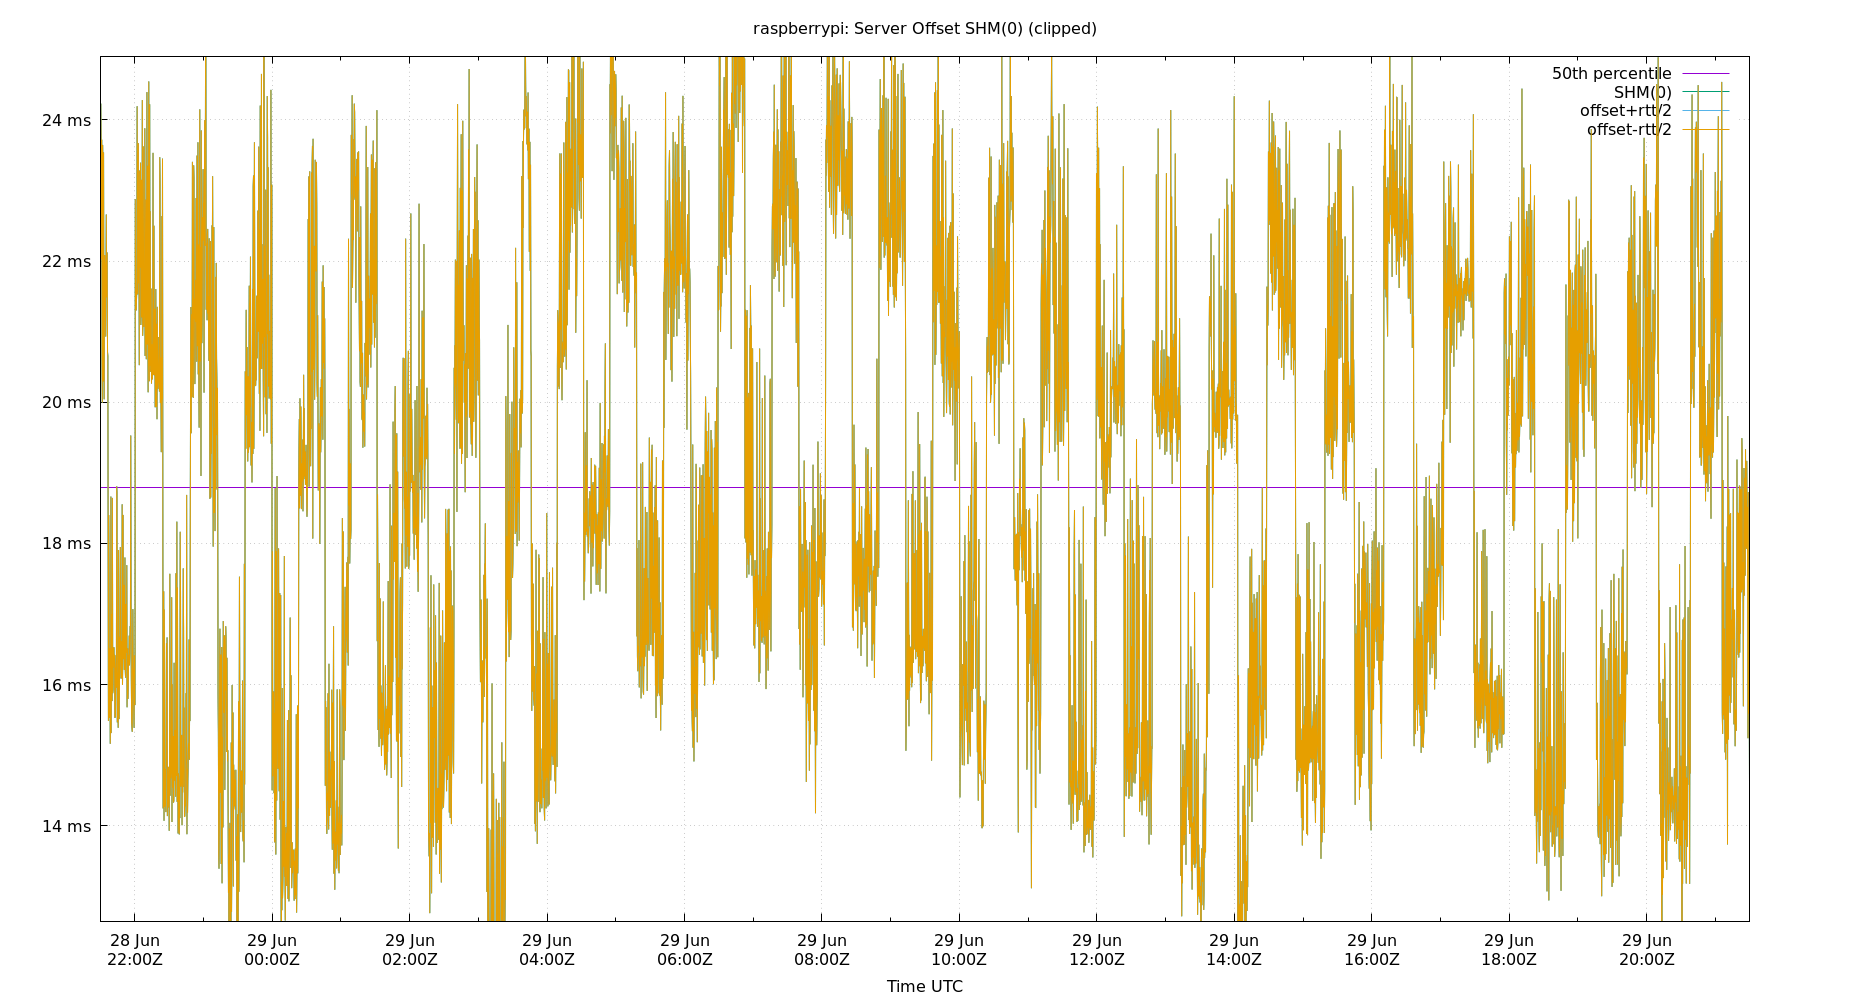 raspberrypi: Server Offset SHM(0) (clipped)
50th percentile
SHM(0)
offset+rtt/2
offset-rtt/2
24 ms
22 ms
20 ms
18 ms
16 ms
14 ms
28 Jun 29 Jun 29 Jun 29 Jun 29 Jun 29 Jun 29 Jun 29 Jun 29 Jun 29 Jun 29 Jun 29 Jun
22:00Z 00:00Z 02:00Z 04:00Z 06:00Z 08:00Z 10:00Z 12:00Z 14:00Z 16:00Z 18:00Z 20:00Z
Time UTC